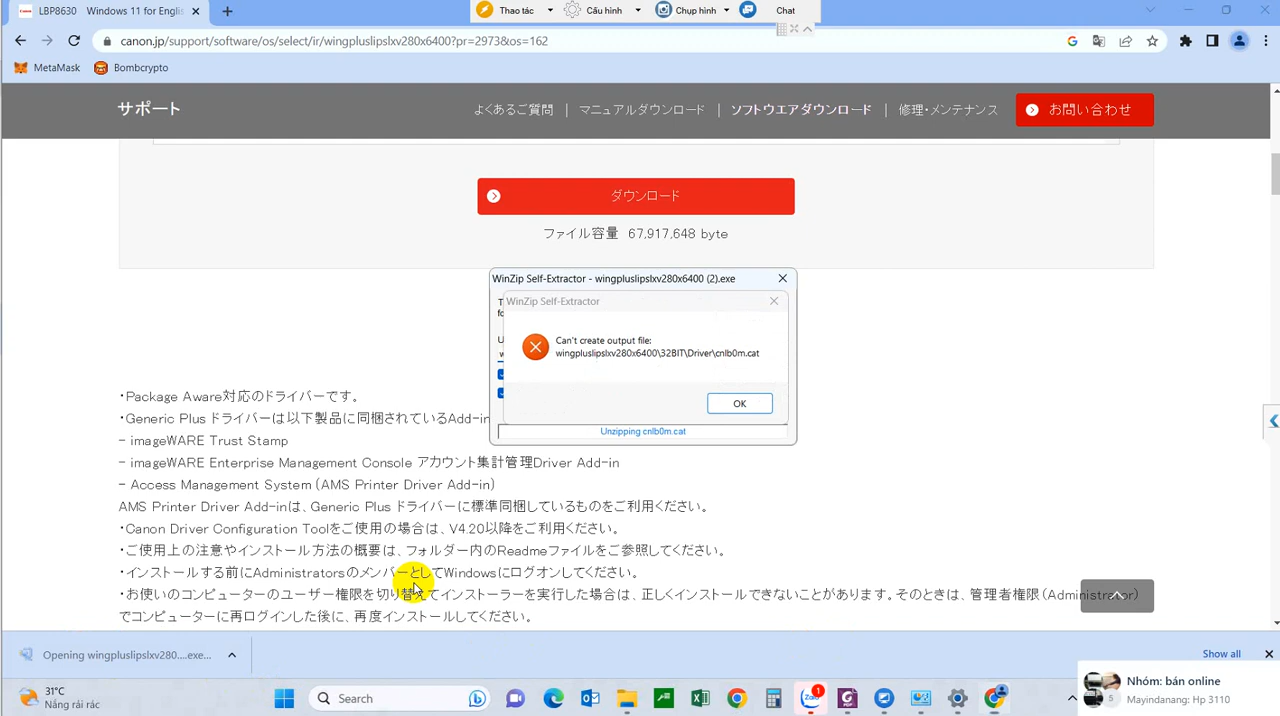 LBP8630 Windows 11 for Englis
Thao tác
Cấu hình
Chụp hình
Chat
canon.jp/support/software/os/select/ir/wingpluslipslxv280x6400?pr=2973&os=162
MetaMask
Bombcrypto
サポート
よくあるご質問
マニュアルダウンロード
ソフトウエアダウンロード
修理・メンテナンス
お問い合わせ
ダウンロード
ファイル容量 67,917,648 byte
WinZip Self-Extractor - wingpluslipslxv280x6400 (2).exe
WinZip Self-Extractor
Can't create output file:
wingpluslipslxv280x6400\32BIT\Driver\cnlb0m.cat
OK
Unzipping cnlb0m.cat
・Package Aware対応のドライバーです。
・Generic Plus ドライバーは以下製品に同梱されているAdd-in
- imageWARE Trust Stamp
- imageWARE Enterprise Management Console アカウント集計管理Driver Add-in
- Access Management System (AMS Printer Driver Add-in)
AMS Printer Driver Add-inは、Generic Plus ドライバーに標準同梱しているものをご利用ください。
・Canon Driver Configuration Toolをご使用の場合は、V4.20以降をご利用ください。
・ご使用上の注意やインストール方法の概要は、フォルダー内のReadmeファイルをご参照してください。
・インストールする前にAdministratorsのメンバーとしてWindowsにログオンしてください。
・お使いのコンピューターのユーザー権限を切り替えてインストーラーを実行した場合は、正しくインストールできないことがあります。そのときは、管理者権限(Administrator)
でコンピューターに再ログインした後に、再度インストールしてください。
Opening wingpluslipslxv280....exe...
Show all
31°C
Nắng rải rác
Search
Zalo
1
5
Nhóm: bán online
Mayindanang: Hp 3110